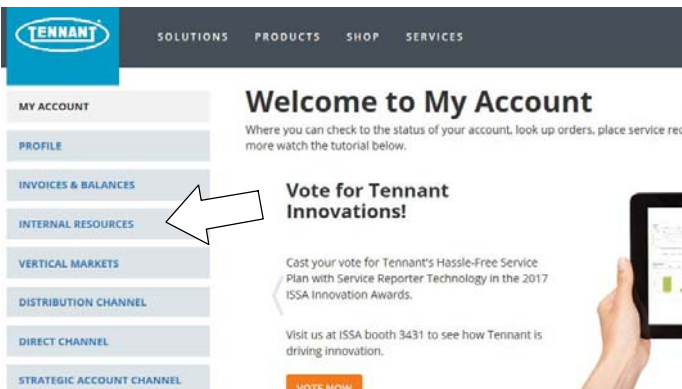 TENNANT
SOLUTIONS PRODUCTS SHOP SERVICES
MY ACCOUNT
PROFILE
INVOICES & BALANCES
INTERNAL RESOURCES
VERTICAL MARKETS
DISTRIBUTION CHANNEL
DIRECT CHANNEL
STRATEGIC ACCOUNT CHANNEL
Welcome to My Account
Where you can check to the status of your account, look up orders, place service
more watch the tutorial below.
Vote for Tennant
Innovations!
Cast your vote for Tennant's Hassle-Free Service
Plan with Service Reporter Technology in the 2017
ISSA Innovation Awards.
Visit us at ISSA booth 3431 to see how Tennant is
driving innovation.
VOTE NOW